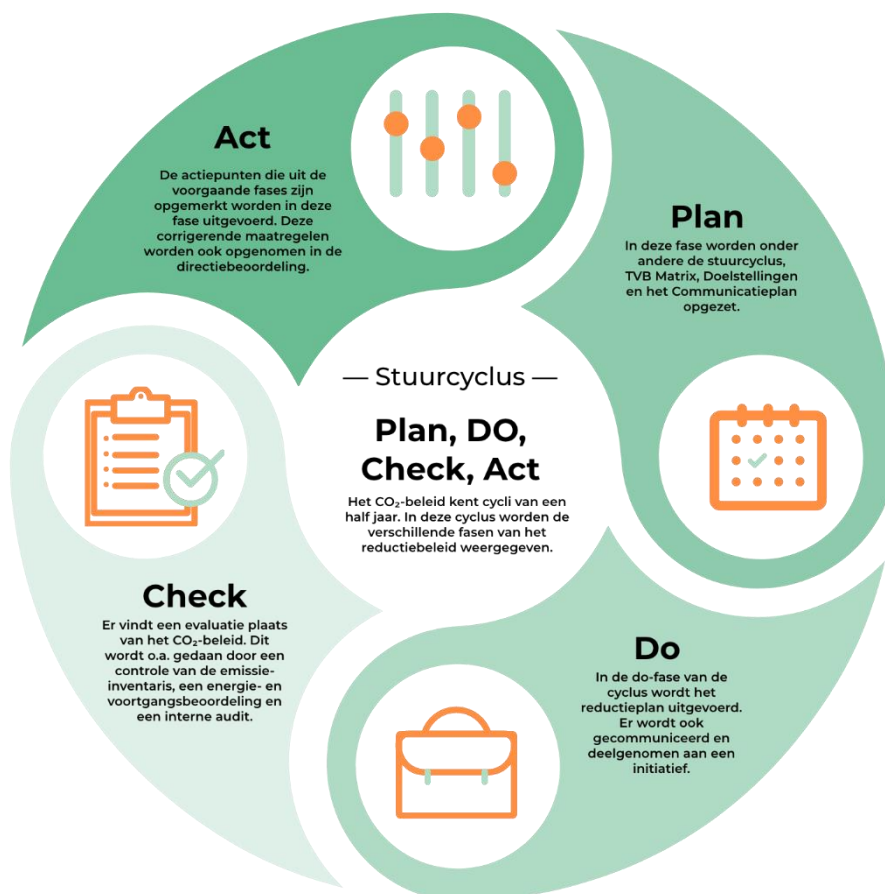 — Stuurcyclus —
Plan, DO,
Check, Act
Het CO₂-beleid kent cycli van een
half jaar. In deze cyclus worden de
verschillende fasen van het
reductiebeleid weergegeven.
Plan
In deze fase worden onder
andere de stuurcyclus,
TVB Matrix, Doelstellingen
en het Communicatieplan
opgezet.
Do
In de do-fase van de
cyclus wordt het
reductieplan uitgevoerd.
Er wordt ook
gecommuniceerd en
deelgenomen aan een
initiatief.
Check
Er vindt een evaluatie plaats
van het CO₂-beleid. Dit
wordt o.a. gedaan door een
controle van de emissie-
inventaris, een energie- en
voortgangsbeoordeling en
een interne audit.
Act
De actiepunten die uit de
voorgaande fases zijn
opgemerkt worden in deze
fase uitgevoerd. Deze
corrigerende maatregelen
worden ook opgenomen in de
directiebeoordeling.